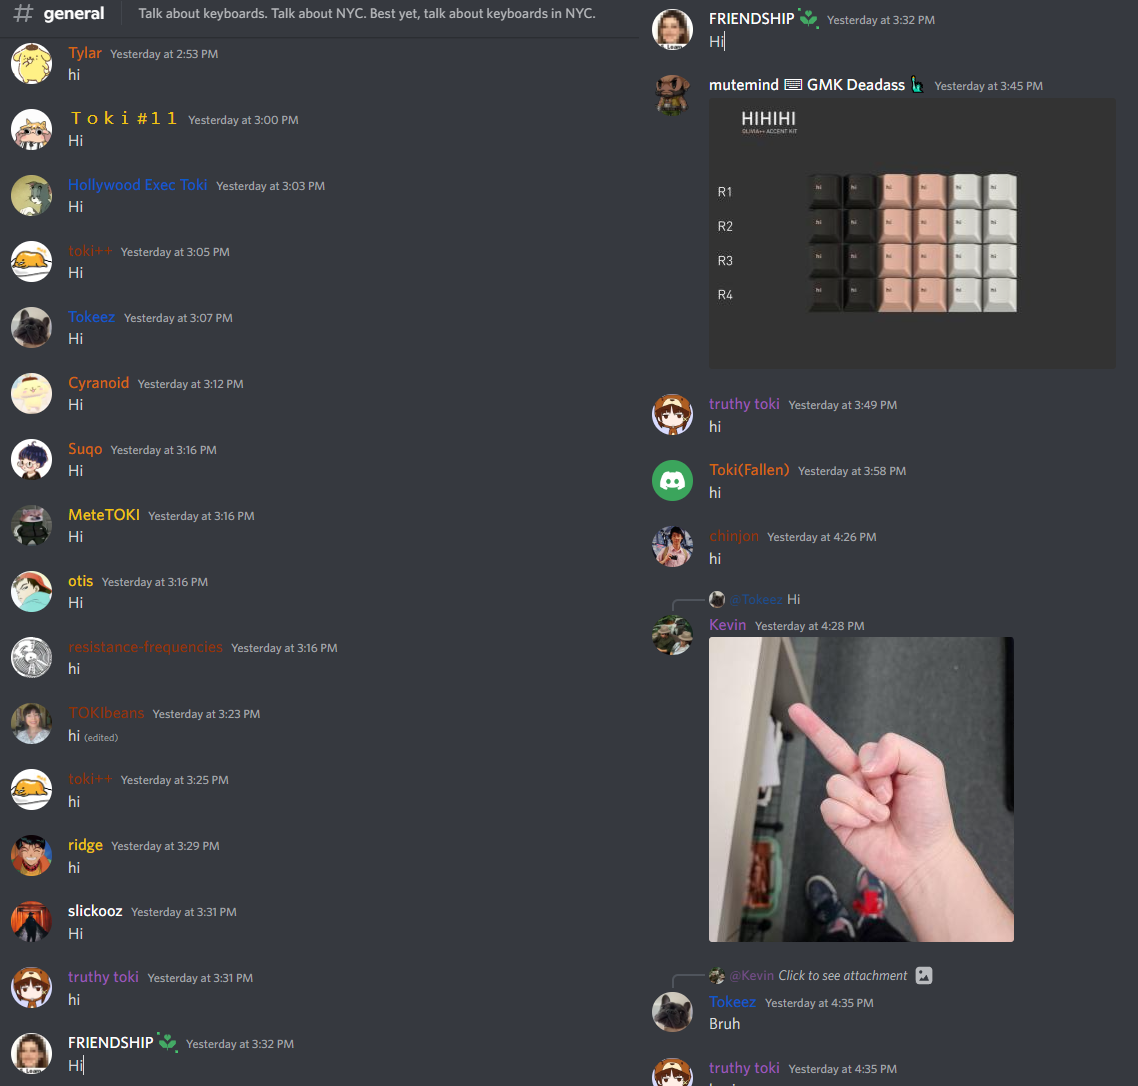 # general
Talk about keyboards. Talk about NYC. Best yet, talk about keyboards in NYC.
Tylar Yesterday at 2:53 PM
hi
Toki#11 Yesterday at 3:00 PM
Hi
Hollywood Exec Toki Yesterday at 3:03 PM
Hi
toki++ Yesterday at 3:05 PM
Hi
Tokeez Yesterday at 3:07 PM
Hi
Cyranoid Yesterday at 3:12 PM
Hi
Suqo Yesterday at 3:16 PM
Hi
MeteTOKI Yesterday at 3:16 PM
Hi
otis Yesterday at 3:16 PM
Hi
resistance-frequencies Yesterday at 3:16 PM
hi
TOKIbeans Yesterday at 3:23 PM
hi (edited)
toki++ Yesterday at 3:25 PM
hi
ridge Yesterday at 3:29 PM
hi
slickooz Yesterday at 3:31 PM
Hi
truthy toki Yesterday at 3:31 PM
hi
FRIENDSHIP Yesterday at 3:32 PM
Hi
FRIENDSHIP Yesterday at 3:32 PM
Hi
mutemind GMK Deadass Yesterday at 3:45 PM
HIHIHI
OLIVIA++ ACCENT KIT
R1
R2
R3
R4
truthy toki Yesterday at 3:49 PM
hi
Toki(Fallen) Yesterday at 3:58 PM
hi
chinjon Yesterday at 4:26 PM
hi
@Tokeez Hi
Kevin Yesterday at 4:28 PM
@Kevin Click to see attachment
Tokeez Yesterday at 4:35 PM
Bruh
truthy toki Yesterday at 4:35 PM